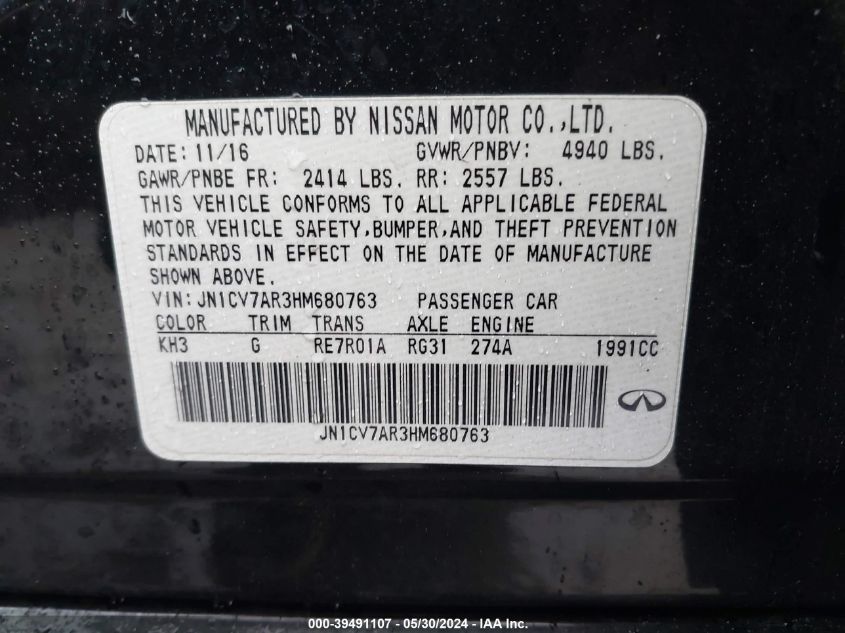 MANUFACTURED BY NISSAN MOTOR CO.,LTD.
DATE: 11/16 GVWR/PNBV: 4940 LBS.
GAWR/PNBE FR: 2414 LBS. RR: 2557 LBS.
THIS VEHICLE CONFORMS TO ALL APPLICABLE FEDERAL
MOTOR VEHICLE SAFETY,BUMPER,AND THEFT PREVENTION
STANDARDS IN EFFECT ON THE DATE OF MANUFACTURE
SHOWN ABOVE.
VIN: JN1CV7AR3HM680763 PASSENGER CAR
COLOR TRIM TRANS AXLE ENGINE
KH3 G RE7R01A RG31 274A 1991CC
JN1CV7AR3HM680763
000-39491107 - 05/30/2024 - IAA Inc.